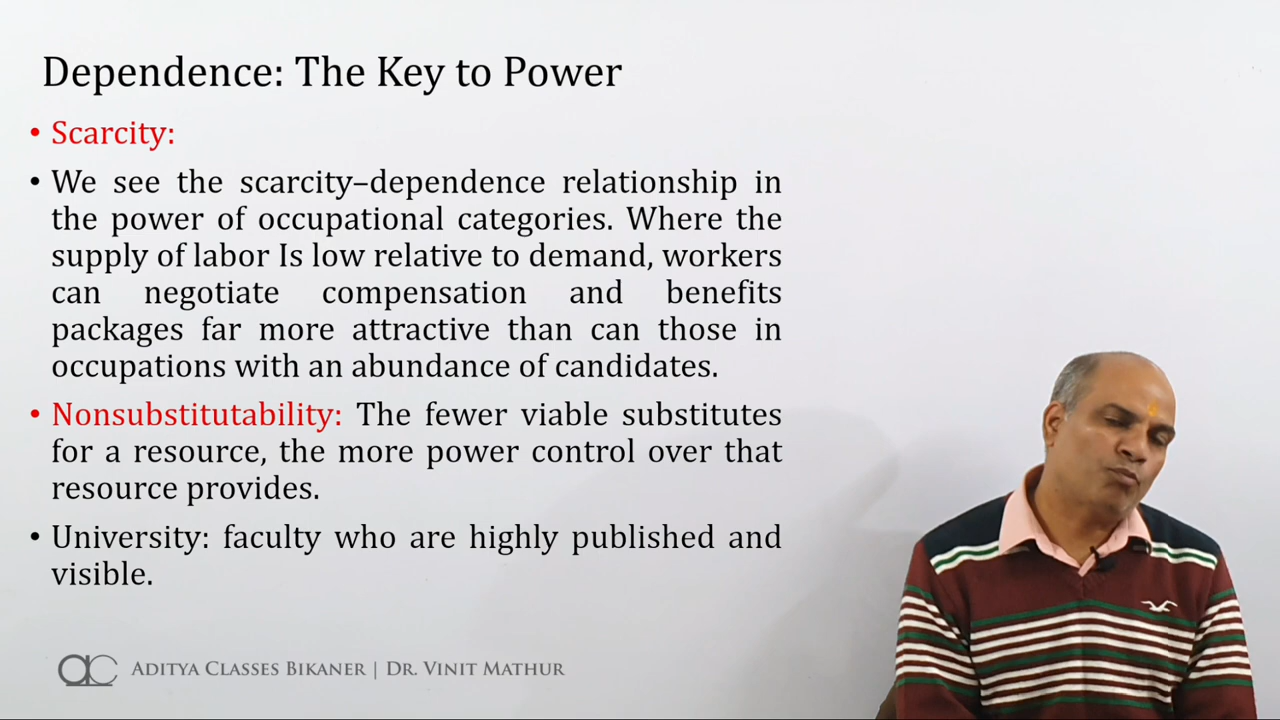 Dependence: The Key to Power
• Scarcity:
• We see the scarcity–dependence relationship in
the power of occupational categories. Where the
supply of labor Is low relative to demand, workers
can negotiate compensation and benefits
packages far more attractive than can those in
occupations with an abundance of candidates.
• Nonsubstitutability: The fewer viable substitutes
for a resource, the more power control over that
resource provides.
• University: faculty who are highly published and
visible.
ac ADITYA CLASSES BIKANER | DR. VINIT MATHUR